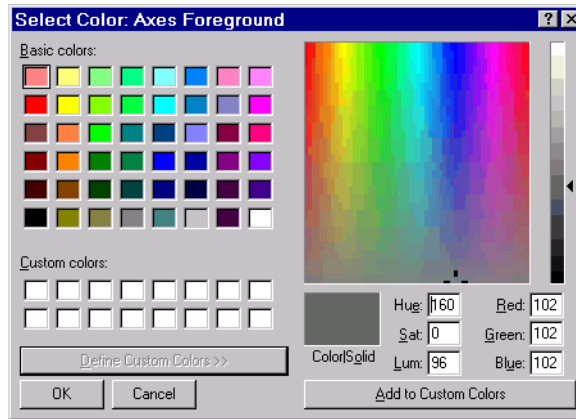 Select Color: Axes Foreground
Basic colors:
Custom colors:
Define Custom Colors >>
OK
Cancel
Color|Solid
Hue: 160
Sat: 0
Lum: 96
Red: 102
Green: 102
Blue: 102
Add to Custom Colors